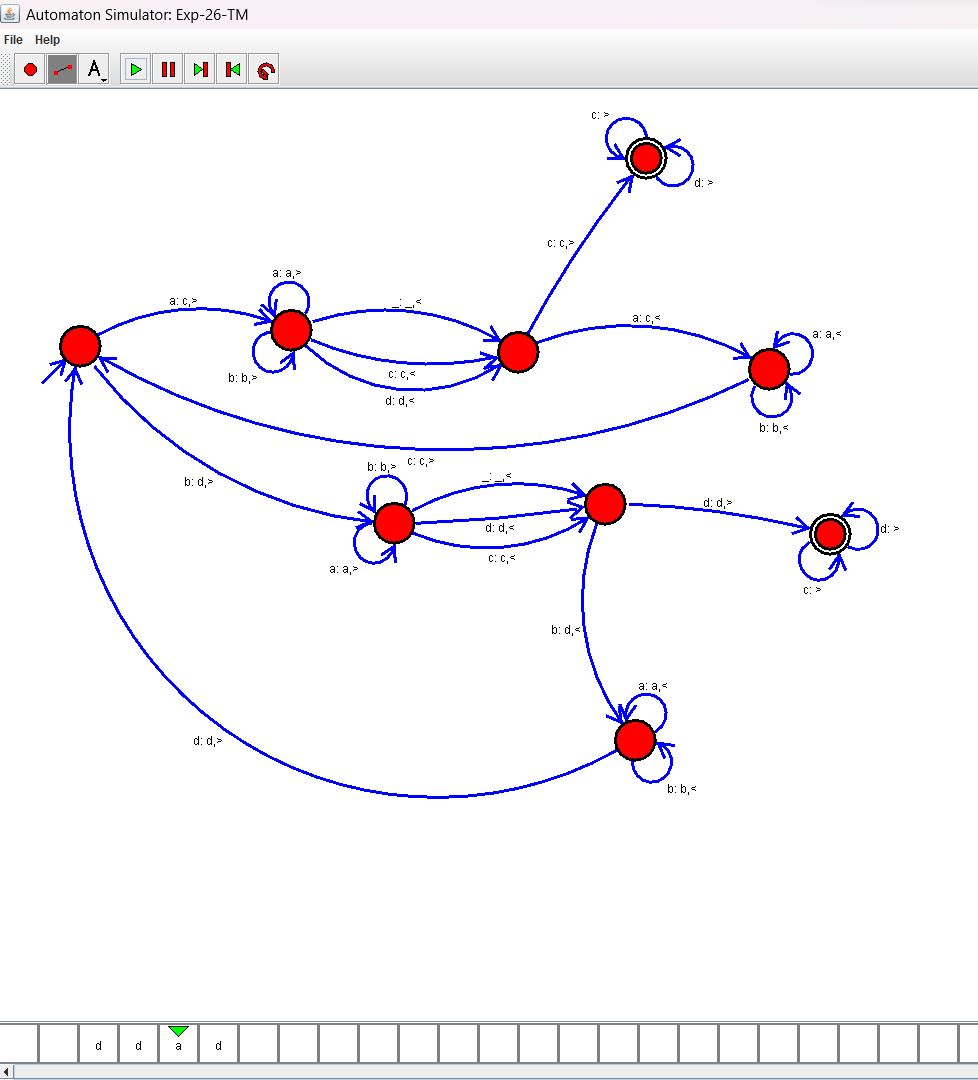 Automaton Simulator: Exp-26-TM
File Help
A
c: >
d: >
c: c,>
a: a,>
a: c,>
_: _,<
a: c,<
a: a,<
b: b,>
c: c,<
d: d,<
b: b,<
c: c,>
b: b,>
b: d,>
_: _,<
d: d,>
d: d,<
d: >
c: c,<
a: a,>
c: >
b: d,<
a: a,<
d: d,>
b: b,<
d d a d